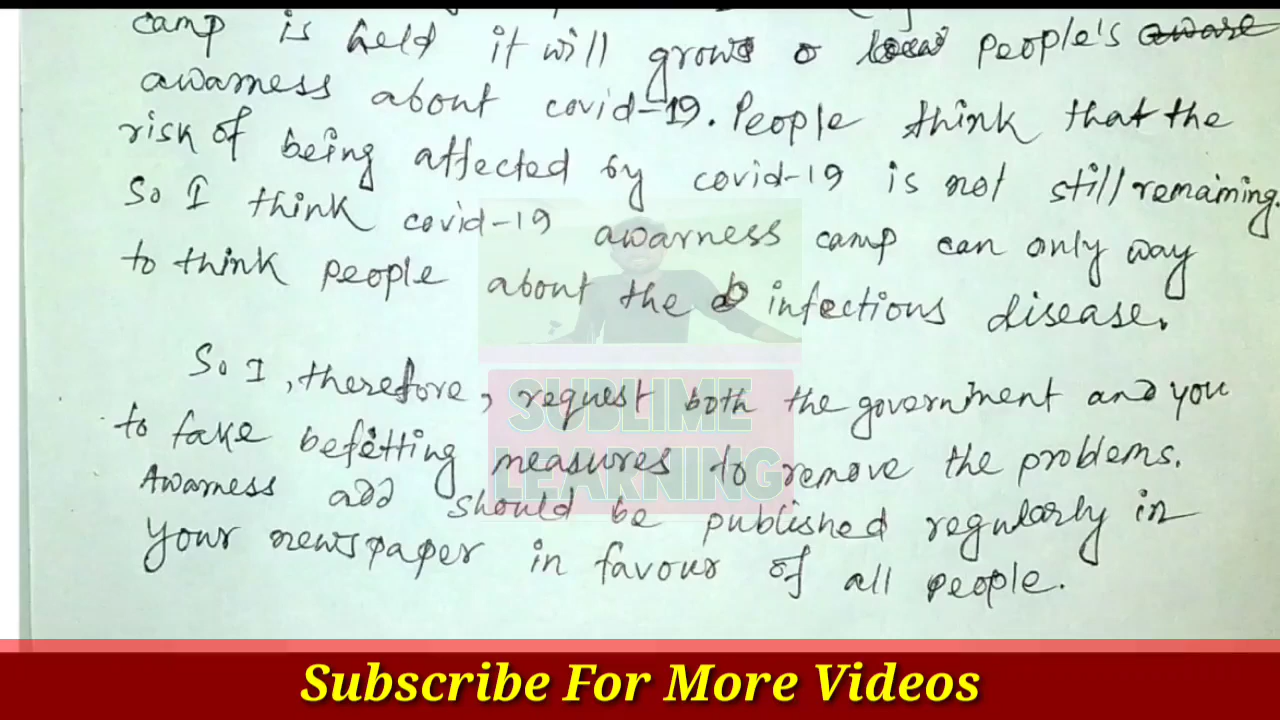 camp is held it will grow people's aware
awarness about covid-19. People think that the
risk of being affected by covid-19 is not still remaining.
So I think covid-19 awarness camp can only way
to think people about the infectious disease.
So I, therefore, request both the government and you
to take befitting measures to remove the problems.
Awarness add should be published regularly in
your newspaper in favour of all people.
SUBLIME
LEARNING
Subscribe For More Videos